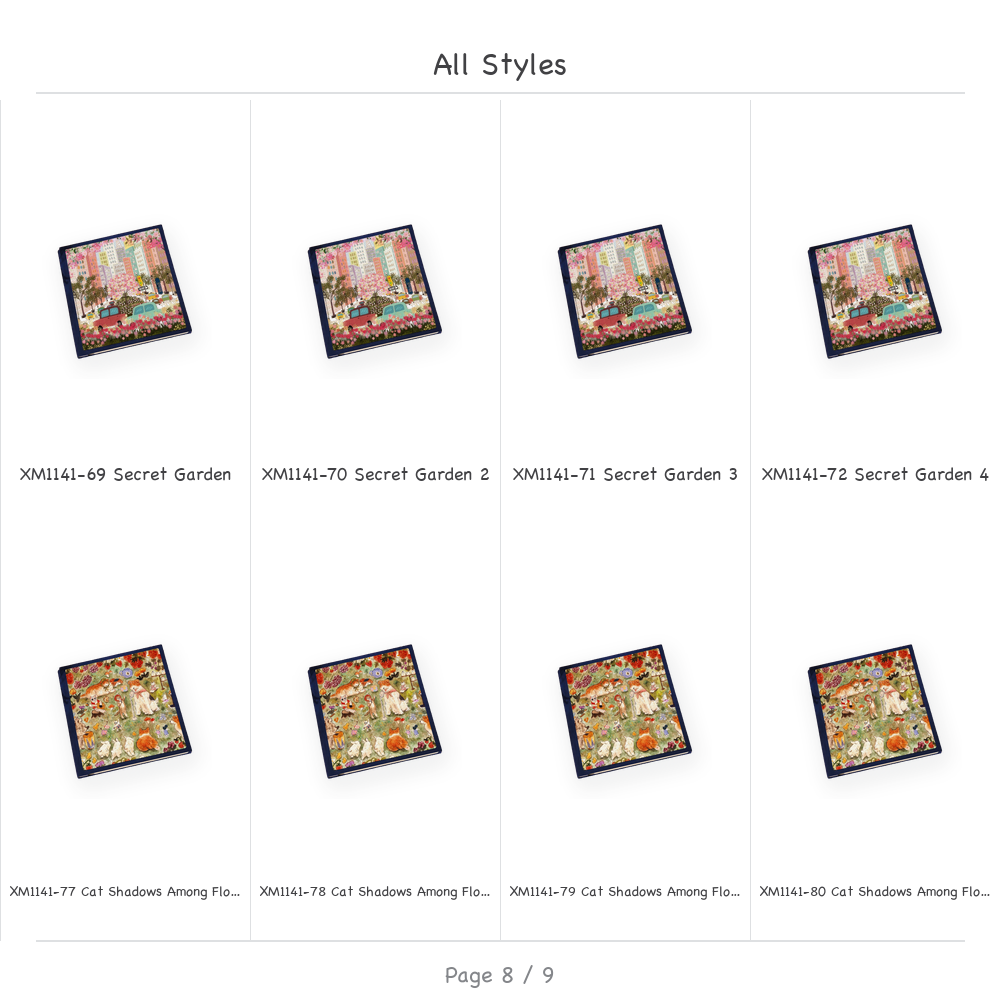 All Styles
XM1141-69 Secret Garden
XM1141-70 Secret Garden 2
XM1141-71 Secret Garden 3
XM1141-72 Secret Garden 4
XM1141-77 Cat Shadows Among Flo...
XM1141-78 Cat Shadows Among Flo...
XM1141-79 Cat Shadows Among Flo...
XM1141-80 Cat Shadows Among Flo...
Page 8 / 9